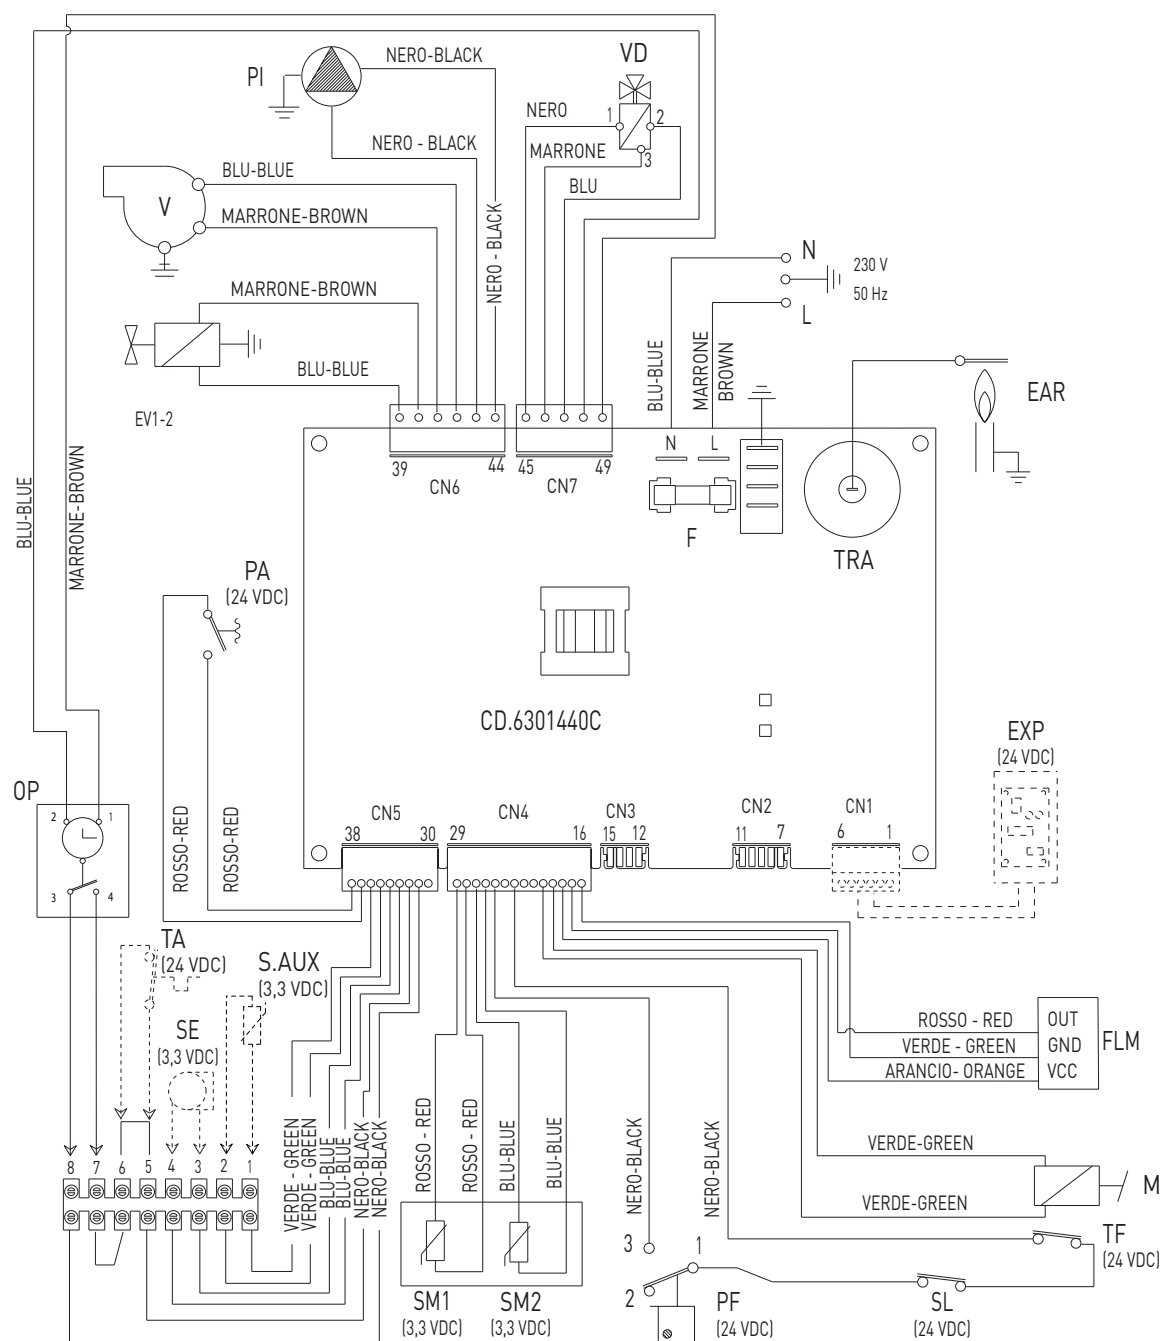 NERO-BLACK
VD
PI
NERO
1
2
NERO - BLACK
MARRONE
3
BLU-BLUE
BLU
V
MARRONE-BROWN
NERO - BLACK
N
230 V
50 Hz
L
MARRONE-BROWN
BLU-BLUE
BLU-BLUE
MARRONE
BROWN
EAR
EV1-2
N
L
39
44
45
49
CN6
CN7
F
TRA
BLU-BLUE
MARRONE-BROWN
PA
(24 VDC)
CD.6301440C
EXP
(24 VDC)
OP
2
1
3
4
ROSSO-RED
ROSSO-RED
CN5
38
30
CN4
29
16
CN3
15
12
CN2
11
7
CN1
6
1
TA
(24 VDC)
S.AUX
(3,3 VDC)
SE
(3,3 VDC)
ROSSO - RED
OUT
VERDE - GREEN
GND
FLM
ARANCIO- ORANGE
VCC
8
7
6
5
4
3
2
1
VERDE - GREEN
VERDE - GREEN
BLU-BLUE
BLU-BLUE
NERO-BLACK
NERO-BLACK
ROSSO - RED
ROSSO - RED
BLU-BLUE
BLU-BLUE
NERO-BLACK
NERO-BLACK
VERDE-GREEN
M
VERDE-GREEN
3
1
2
TF
(24 VDC)
SM1
(3,3 VDC)
SM2
(3,3 VDC)
PF
(24 VDC)
SL
(24 VDC)